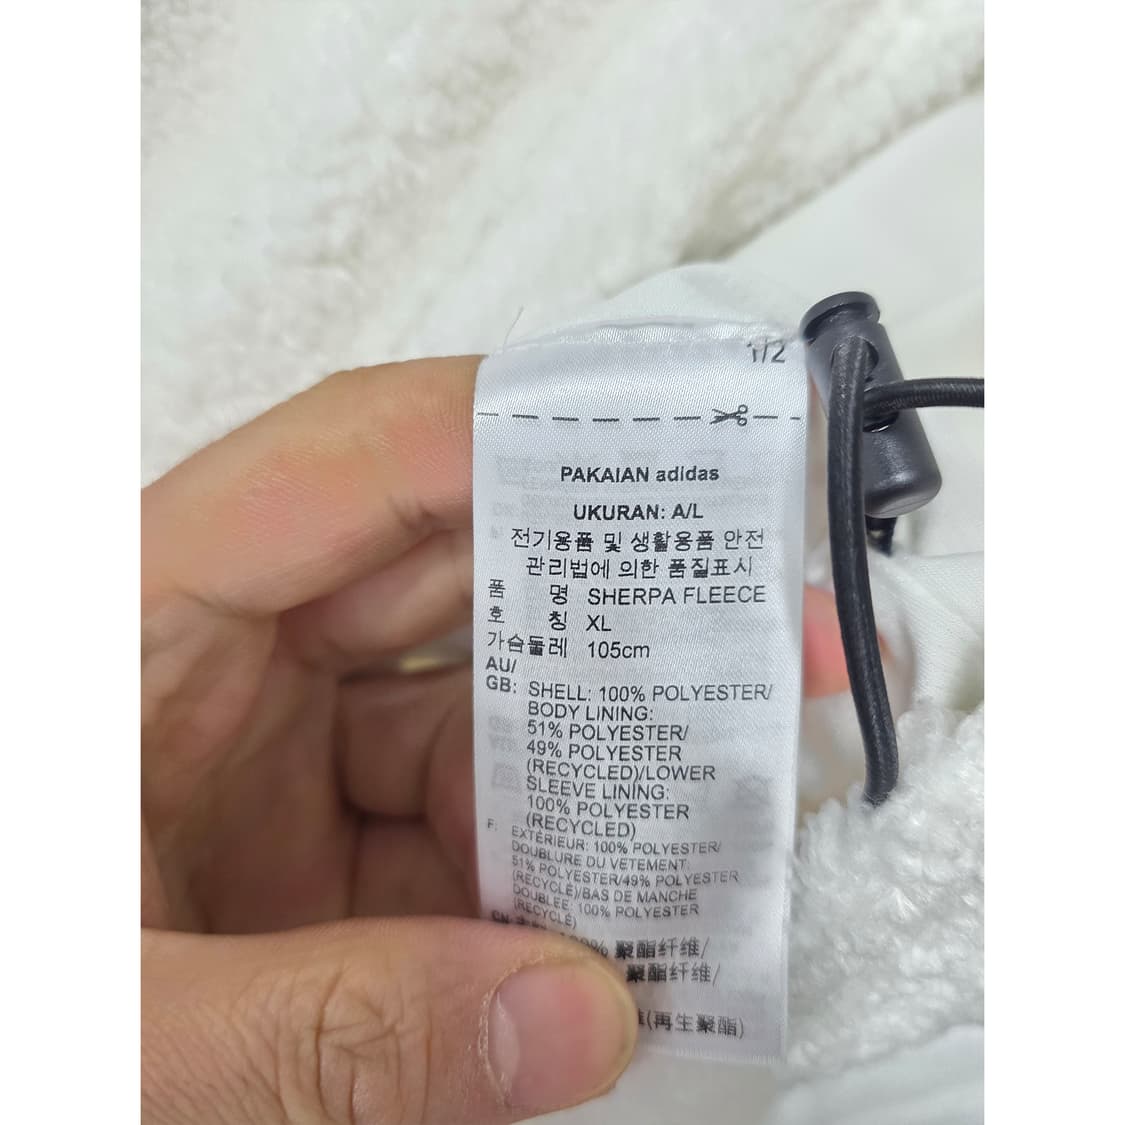 1/2
PAKAIAN adidas
UKURAN: A/L
전기용품 및 생활용품 안전
관리법에 의한 품질표시
품 명 SHERPA FLEECE
호 칭 XL
가슴둘레 105cm
AU/
GB: SHELL: 100% POLYESTER/
BODY LINING:
51% POLYESTER/
49% POLYESTER
(RECYCLED)/LOWER
SLEEVE LINING:
100% POLYESTER
(RECYCLED)
F: EXTÉRIEUR: 100% POLYESTER/
DOUBLURE DU VETEMENT:
51% POLYESTER/49% POLYESTER
(RECYCLÉ)/BAS DE MANCHE
DOUBLÉE: 100% POLYESTER
(RECYCLÉ)
CN 100% 聚酯纤维/
聚酯纤维/
(再生聚酯)